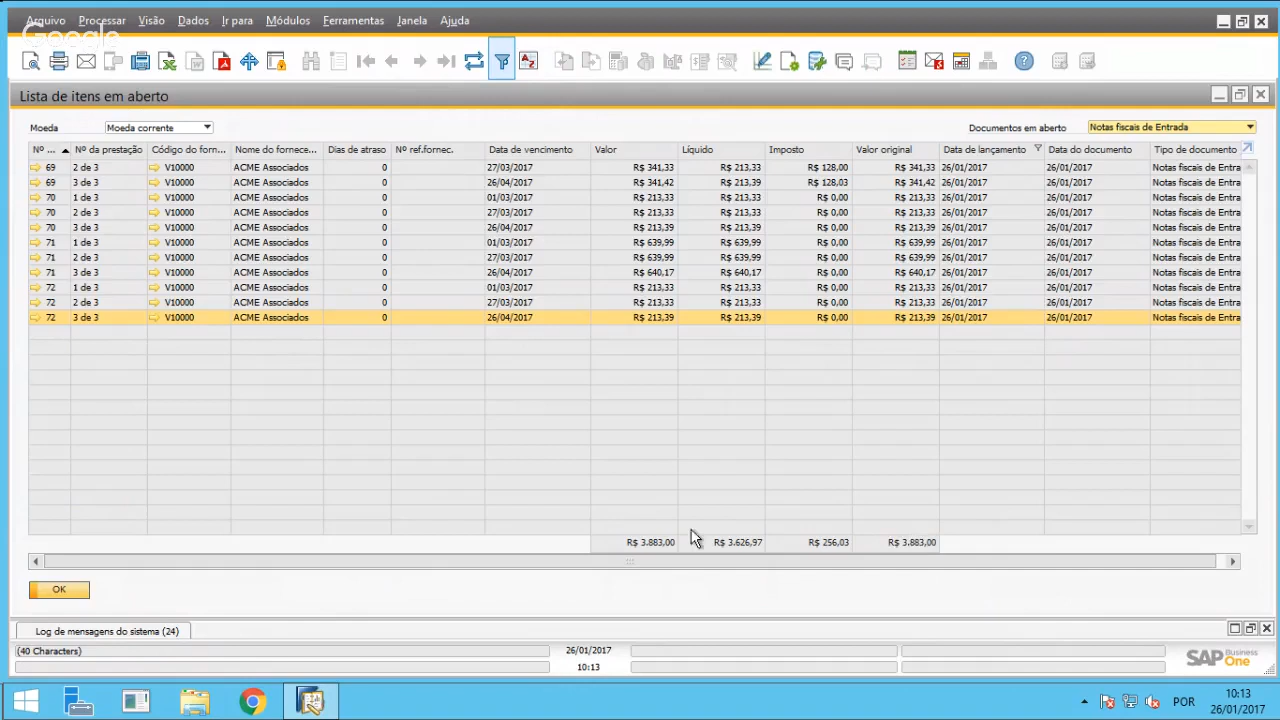 Arquivo Processar Visão Dados Ir para Módulos Ferramentas Janela Ajuda
Google
Lista de itens em aberto
Moeda Moeda corrente Documentos em aberto Notas fiscais de Entrada
Nº ... Nº da prestação Código do forn... Nome do fornece... Dias de atraso Nº ref.fornec. Data de vencimento Valor Líquido Imposto Valor original Data de lançamento Data do documento Tipo de documento
69 2 de 3 V10000 ACME Associados 0 27/03/2017 R$ 341,33 R$ 213,39 R$ 128,00 R$ 341,33 26/01/2017 26/01/2017 Notas fiscais de Entra
69 3 de 3 V10000 ACME Associados 0 26/04/2017 R$ 341,42 R$ 213,39 R$ 128,03 R$ 341,42 26/01/2017 26/01/2017 Notas fiscais de Entra
70 1 de 3 V10000 ACME Associados 0 01/03/2017 R$ 213,33 R$ 213,33 R$ 0,00 R$ 213,33 26/01/2017 26/01/2017 Notas fiscais de Entra
70 2 de 3 V10000 ACME Associados 0 27/03/2017 R$ 213,33 R$ 213,33 R$ 0,00 R$ 213,33 26/01/2017 26/01/2017 Notas fiscais de Entra
70 3 de 3 V10000 ACME Associados 0 26/04/2017 R$ 213,39 R$ 213,39 R$ 0,00 R$ 213,39 26/01/2017 26/01/2017 Notas fiscais de Entra
71 1 de 3 V10000 ACME Associados 0 01/03/2017 R$ 639,99 R$ 639,99 R$ 0,00 R$ 639,99 26/01/2017 26/01/2017 Notas fiscais de Entra
71 2 de 3 V10000 ACME Associados 0 27/03/2017 R$ 639,99 R$ 639,99 R$ 0,00 R$ 639,99 26/01/2017 26/01/2017 Notas fiscais de Entra
71 3 de 3 V10000 ACME Associados 0 26/04/2017 R$ 640,17 R$ 640,17 R$ 0,00 R$ 640,17 26/01/2017 26/01/2017 Notas fiscais de Entra
72 1 de 3 V10000 ACME Associados 0 01/03/2017 R$ 213,33 R$ 213,33 R$ 0,00 R$ 213,33 26/01/2017 26/01/2017 Notas fiscais de Entra
72 2 de 3 V10000 ACME Associados 0 27/03/2017 R$ 213,33 R$ 213,33 R$ 0,00 R$ 213,33 26/01/2017 26/01/2017 Notas fiscais de Entra
72 3 de 3 V10000 ACME Associados 0 26/04/2017 R$ 213,39 R$ 213,39 R$ 0,00 R$ 213,39 26/01/2017 26/01/2017 Notas fiscais de Entra
R$ 3.883,00 R$ 3.626,97 R$ 256,03 R$ 3.883,00
OK
Log de mensagens do sistema (24)
(40 Characters) 26/01/2017
10:13
SAP Business One
POR 10:13
26/01/2017